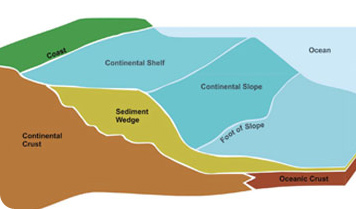 Coast
Ocean
Continental Shelf
Continental Slope
Sediment
Wedge
Foot of Slope
Continental
Crust
Oceanic Crust